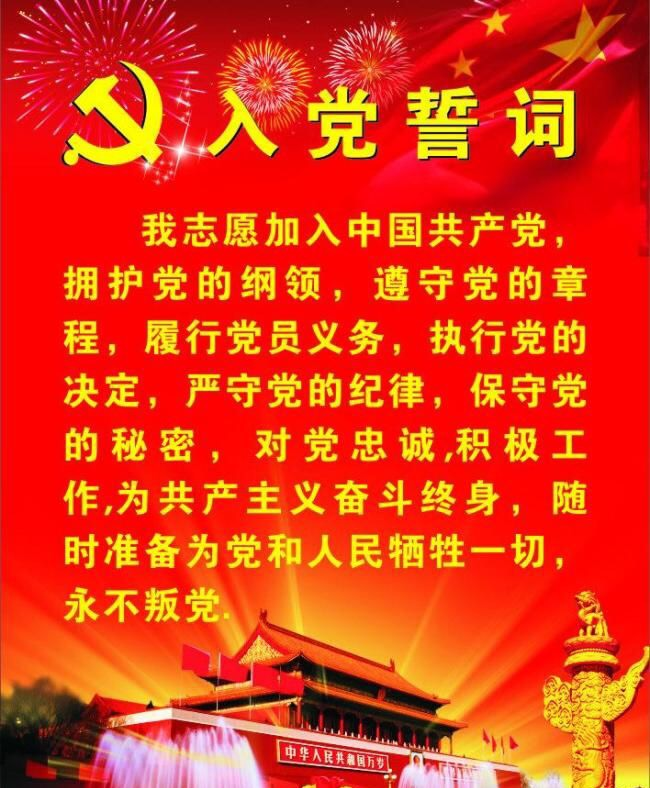 入党誓词
我志愿加入中国共产党，
拥护党的纲领，遵守党的章
程，履行党员义务，执行党的
决定，严守党的纪律，保守党
的秘密，对党忠诚,积极工
作,为共产主义奋斗终身，随
时准备为党和人民牺牲一切，
永不叛党.
中华人民共和国万岁